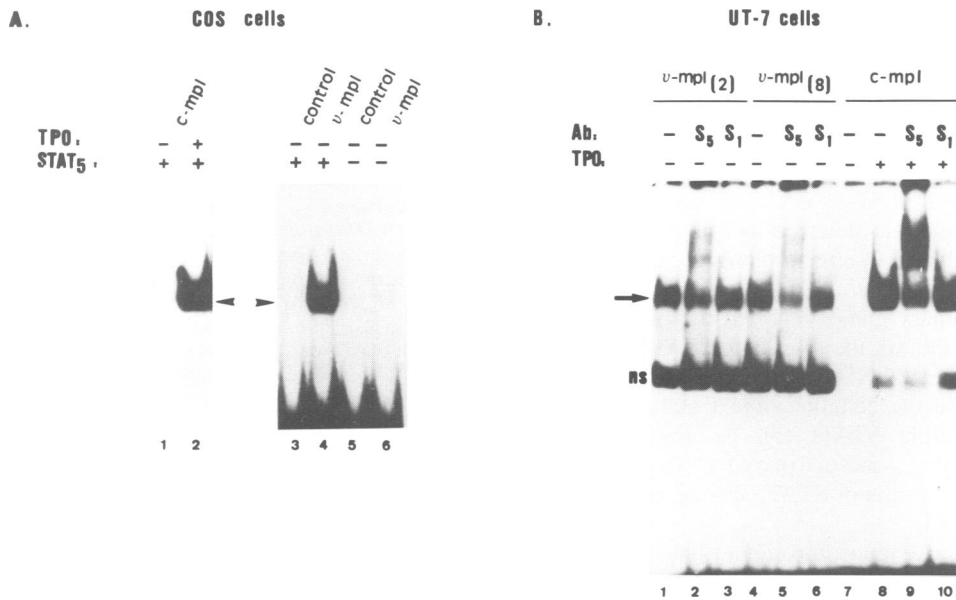 A. COS cells
c-mpl control υ-mpl control υ-mpl
TPO: - + - - - -
STAT5: + + + + - -
1 2 3 4 5 6
B. UT-7 cells
υ-mpl(2) υ-mpl(8) c-mpl
Ab: - S5 S1 - S5 S1 - - S5 S1
TPO: - - - - - - - + + +
ns
1 2 3 4 5 6 7 8 9 10